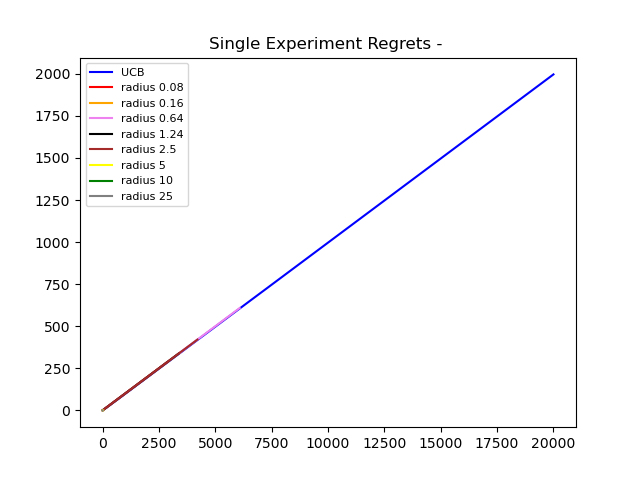 Single Experiment Regrets -
UCB
radius 0.08
radius 0.16
radius 0.64
radius 1.24
radius 2.5
radius 5
radius 10
radius 25
2000
1750
1500
1250
1000
750
500
250
0
0 2500 5000 7500 10000 12500 15000 17500 20000